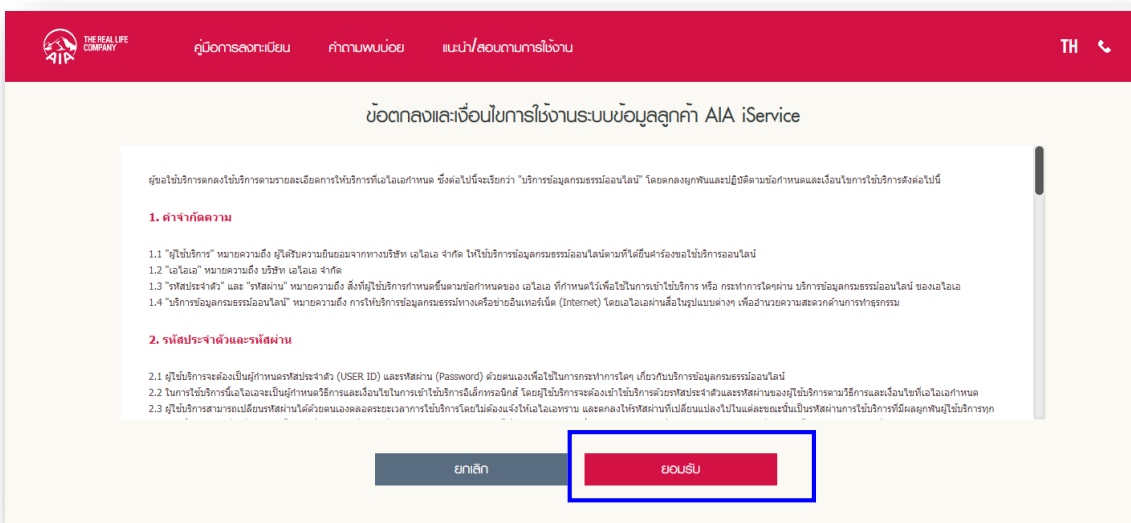 THE REAL LIFE
COMPANY
AIA
คู่มือการลงทะเบียน
คำถามพบบ่อย
แนะนำ/สอบถามการใช้งาน
TH
ข้อตกลงและเงื่อนไขการใช้งานระบบข้อมูลลูกค้า AIA iService
ผู้ขอใช้บริการตกลงใช้บริการตามรายละเอียดการให้บริการที่เอไอเอกำหนด ซึ่งต่อไปนี้จะเรียกว่า "บริการข้อมูลกรมธรรม์ออนไลน์" โดยตกลงผูกพันและปฏิบัติตามข้อกำหนดและเงื่อนไขการใช้บริการดังต่อไปนี้
1. คำจำกัดความ
1.1 "ผู้ใช้บริการ" หมายความถึง ผู้ได้รับความยินยอมจากทางบริษัท เอไอเอ จำกัด ให้ใช้บริการข้อมูลกรมธรรม์ออนไลน์ตามที่ได้ยื่นคำร้องขอใช้บริการออนไลน์
1.2 "เอไอเอ" หมายความถึง บริษัท เอไอเอ จำกัด
1.3 "รหัสประจำตัว" และ "รหัสผ่าน" หมายความถึง สิ่งที่ผู้ใช้บริการกำหนดขึ้นตามข้อกำหนดของ เอไอเอ ที่กำหนดไว้เพื่อใช้ในการเข้าใช้บริการ หรือ กระทำการใดๆผ่าน บริการข้อมูลกรมธรรม์ออนไลน์ ของเอไอเอ
1.4 "บริการข้อมูลกรมธรรม์ออนไลน์" หมายความถึง การให้บริการข้อมูลกรมธรรม์ทางเครือข่ายอินเทอร์เน็ต (Internet) โดยเอไอเอผ่านสื่อในรูปแบบต่างๆ เพื่ออำนวยความสะดวกด้านการทำธุรกรรม
2. รหัสประจำตัวและรหัสผ่าน
2.1 ผู้ใช้บริการจะต้องเป็นผู้กำหนดรหัสประจำตัว (USER ID) และรหัสผ่าน (Password) ด้วยตนเองเพื่อใช้ในการกระทำการใดๆ เกี่ยวกับบริการข้อมูลกรมธรรม์ออนไลน์
2.2 ในการใช้บริการนี้เอไอเอจะเป็นผู้กำหนดวิธีการและเงื่อนไขในการเข้าใช้บริการอิเล็กทรอนิกส์ โดยผู้ใช้บริการจะต้องเข้าใช้บริการด้วยรหัสประจำตัวและรหัสผ่านของผู้ใช้บริการตามวิธีการและเงื่อนไขที่เอไอเอกำหนด
2.3 ผู้ใช้บริการสามารถเปลี่ยนรหัสผ่านได้ด้วยตนเองตลอดระยะเวลาการใช้บริการโดยไม่ต้องแจ้งให้เอไอเอทราบ และตกลงให้รหัสผ่านที่เปลี่ยนแปลงไปในแต่ละขณะนั้นเป็นรหัสผ่านการใช้บริการที่มีผลผูกพันผู้ใช้บริการทุก
ยกเลิก
ยอมรับ